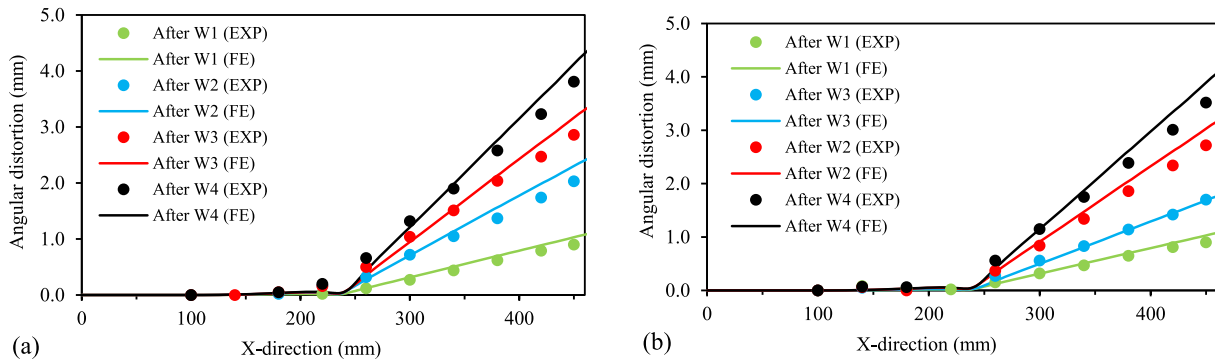 5.0
4.0
3.0
2.0
1.0
0.0
Angular distortion (mm)
After W1 (EXP)
After W1 (FE)
After W2 (EXP)
After W2 (FE)
After W3 (EXP)
After W3 (FE)
After W4 (EXP)
After W4 (FE)
0 100 200 300 400
X-direction (mm)
(a)
5.0
4.0
3.0
2.0
1.0
0.0
Angular distortion (mm)
After W1 (EXP)
After W1 (FE)
After W3 (EXP)
After W3 (FE)
After W2 (EXP)
After W2 (FE)
After W4 (EXP)
After W4 (FE)
0 100 200 300 400
X-direction (mm)
(b)